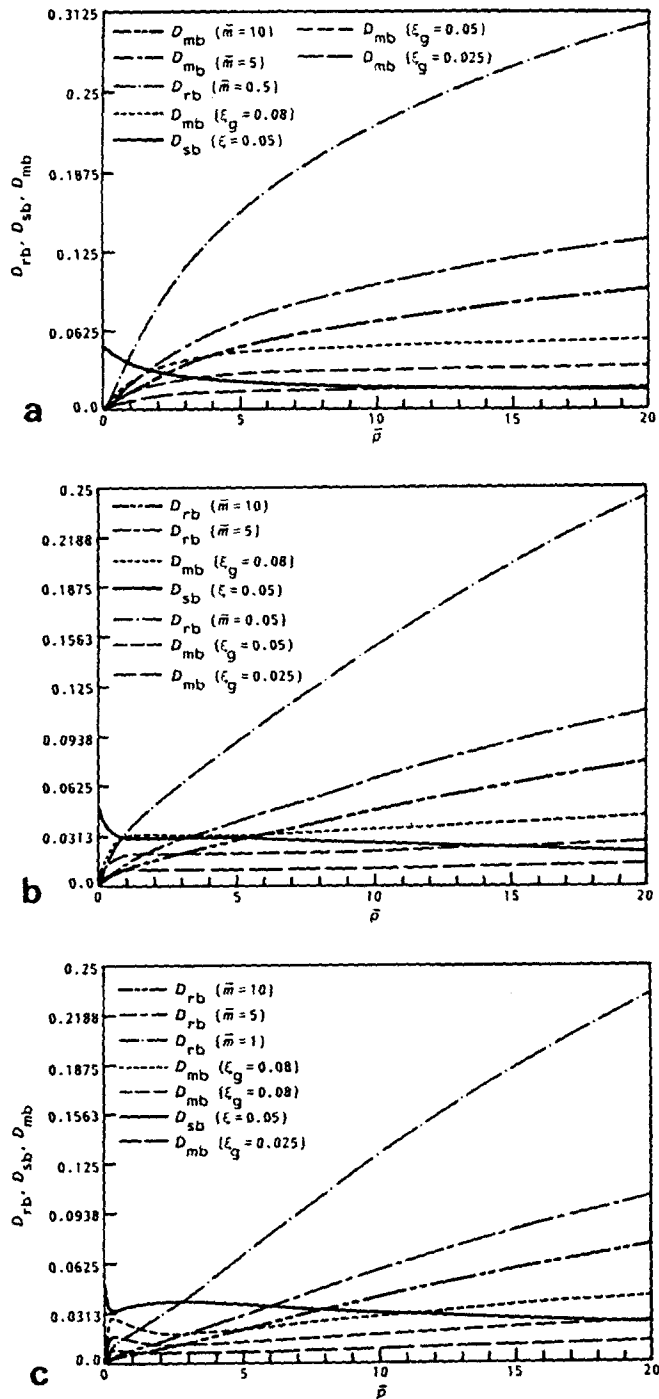 0.3125
0.25
0.1875
0.125
0.0625
0.0
D_rb, D_sb, D_mb
D_mb (m̄=10)
D_mb (m̄=5)
D_rb (m̄=0.5)
D_mb (ξ_g=0.08)
D_sb (ξ=0.05)
D_mb (ξ_g=0.05)
D_mb (ξ_g=0.025)
0 5 10 15 20
p̄
a
0.25
0.2188
0.1875
0.1563
0.125
0.0938
0.0625
0.0313
0.0
D_rb (m̄=10)
D_rb (m̄=5)
D_mb (ξ_g=0.08)
D_sb (ξ=0.05)
D_rb (m̄=0.05)
D_mb (ξ_g=0.05)
D_mb (ξ_g=0.025)
0 5 10 15 20
p̄
b
0.25
0.2188
0.1875
0.1563
0.125
0.0938
0.0625
0.0313
0.0
D_rb, D_sb, D_mb
D_rb (m̄=10)
D_rb (m̄=5)
D_rb (m̄=1)
D_mb (ξ_g=0.08)
D_mb (ξ_g=0.08)
D_sb (ξ=0.05)
D_mb (ξ_g=0.025)
0 5 10 15 20
p̄
c